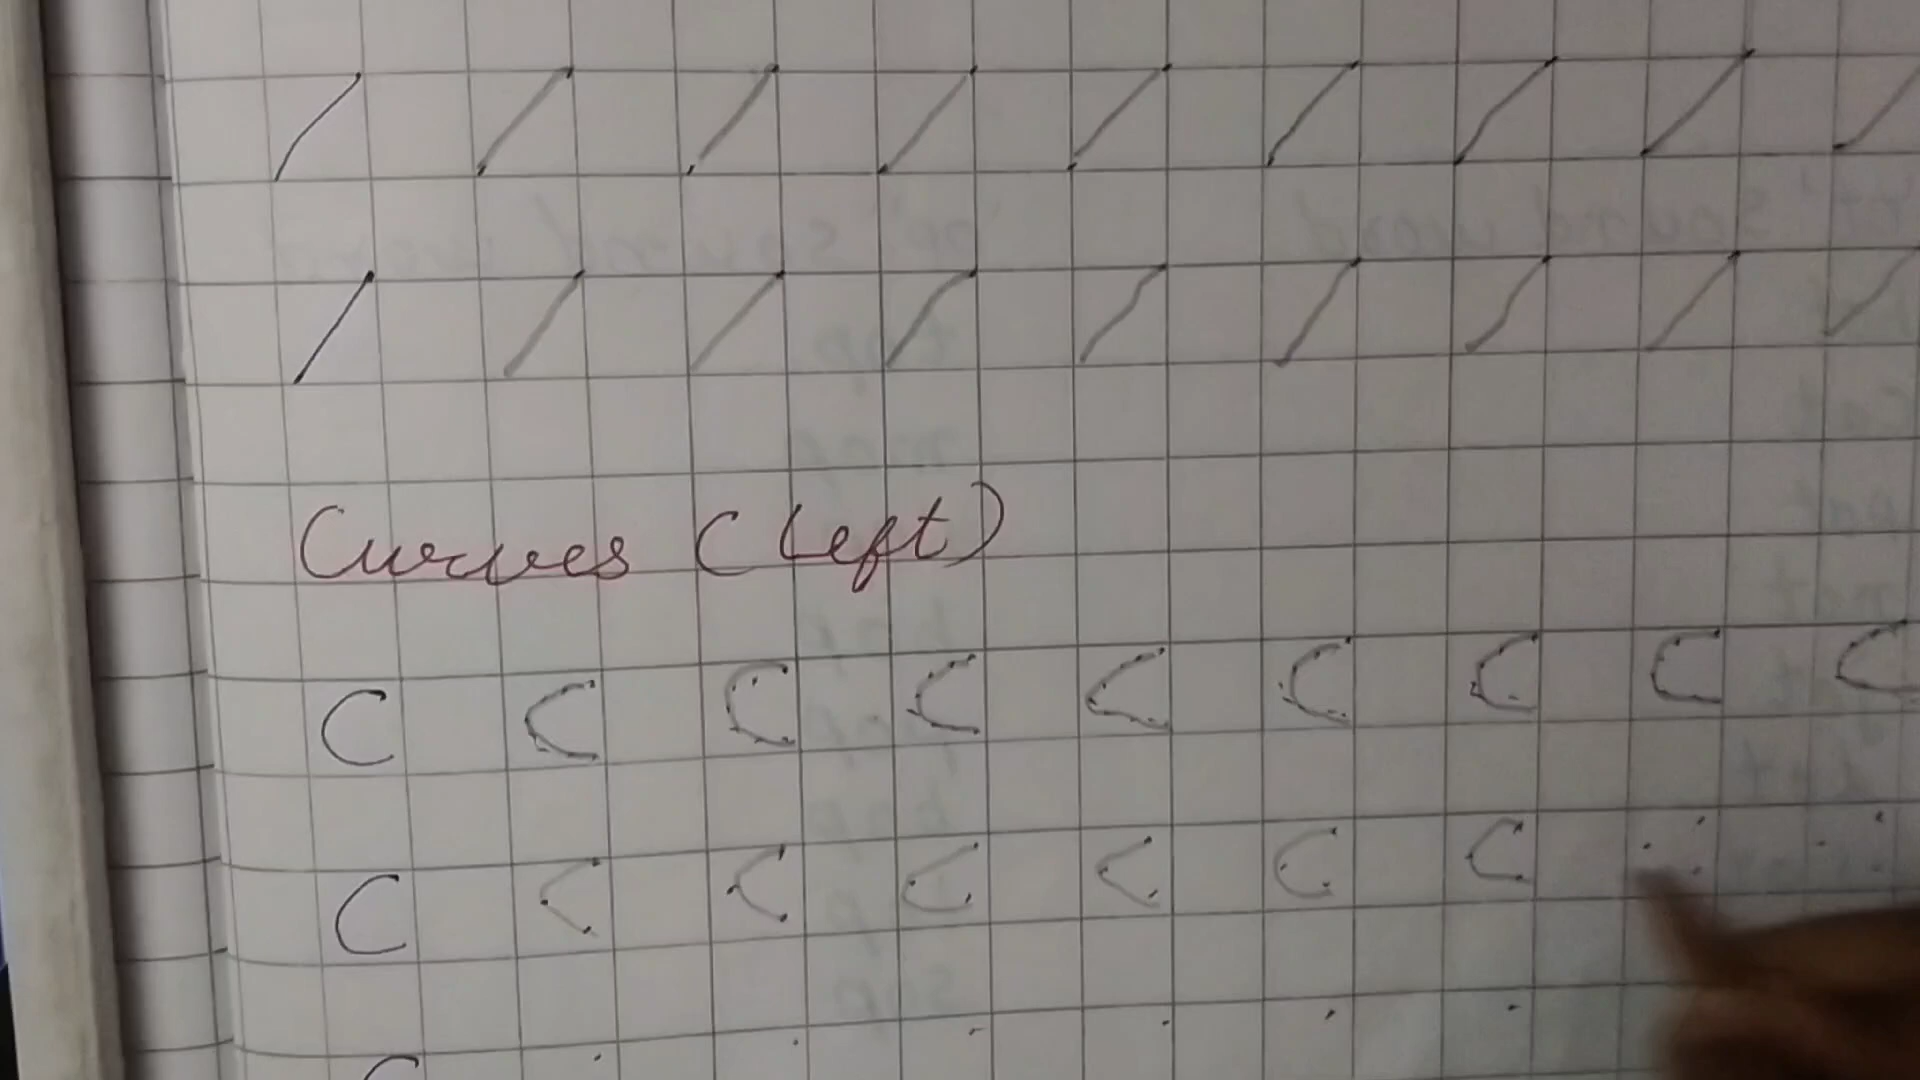 / / / / / / / / /
/ / / / / / / / /
Curves (left)
C C C C C C C C C
C C C C C C C
C